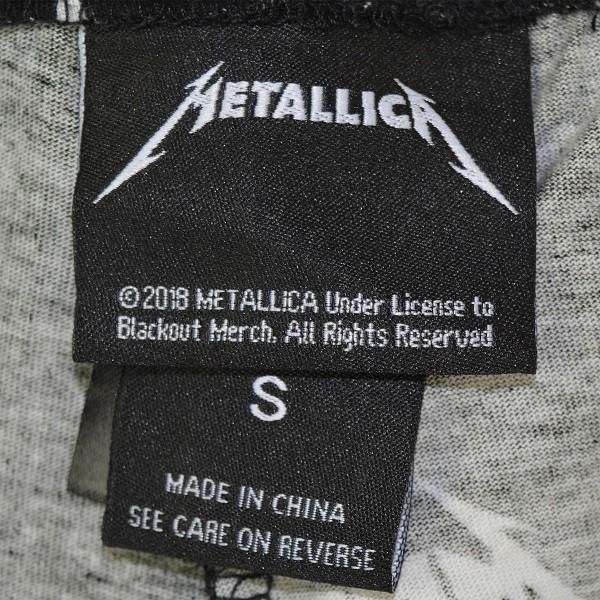 METALLICA
©2018 METALLICA Under License to
Blackout Merch. All Rights Reserved
S
MADE IN CHINA
SEE CARE ON REVERSE